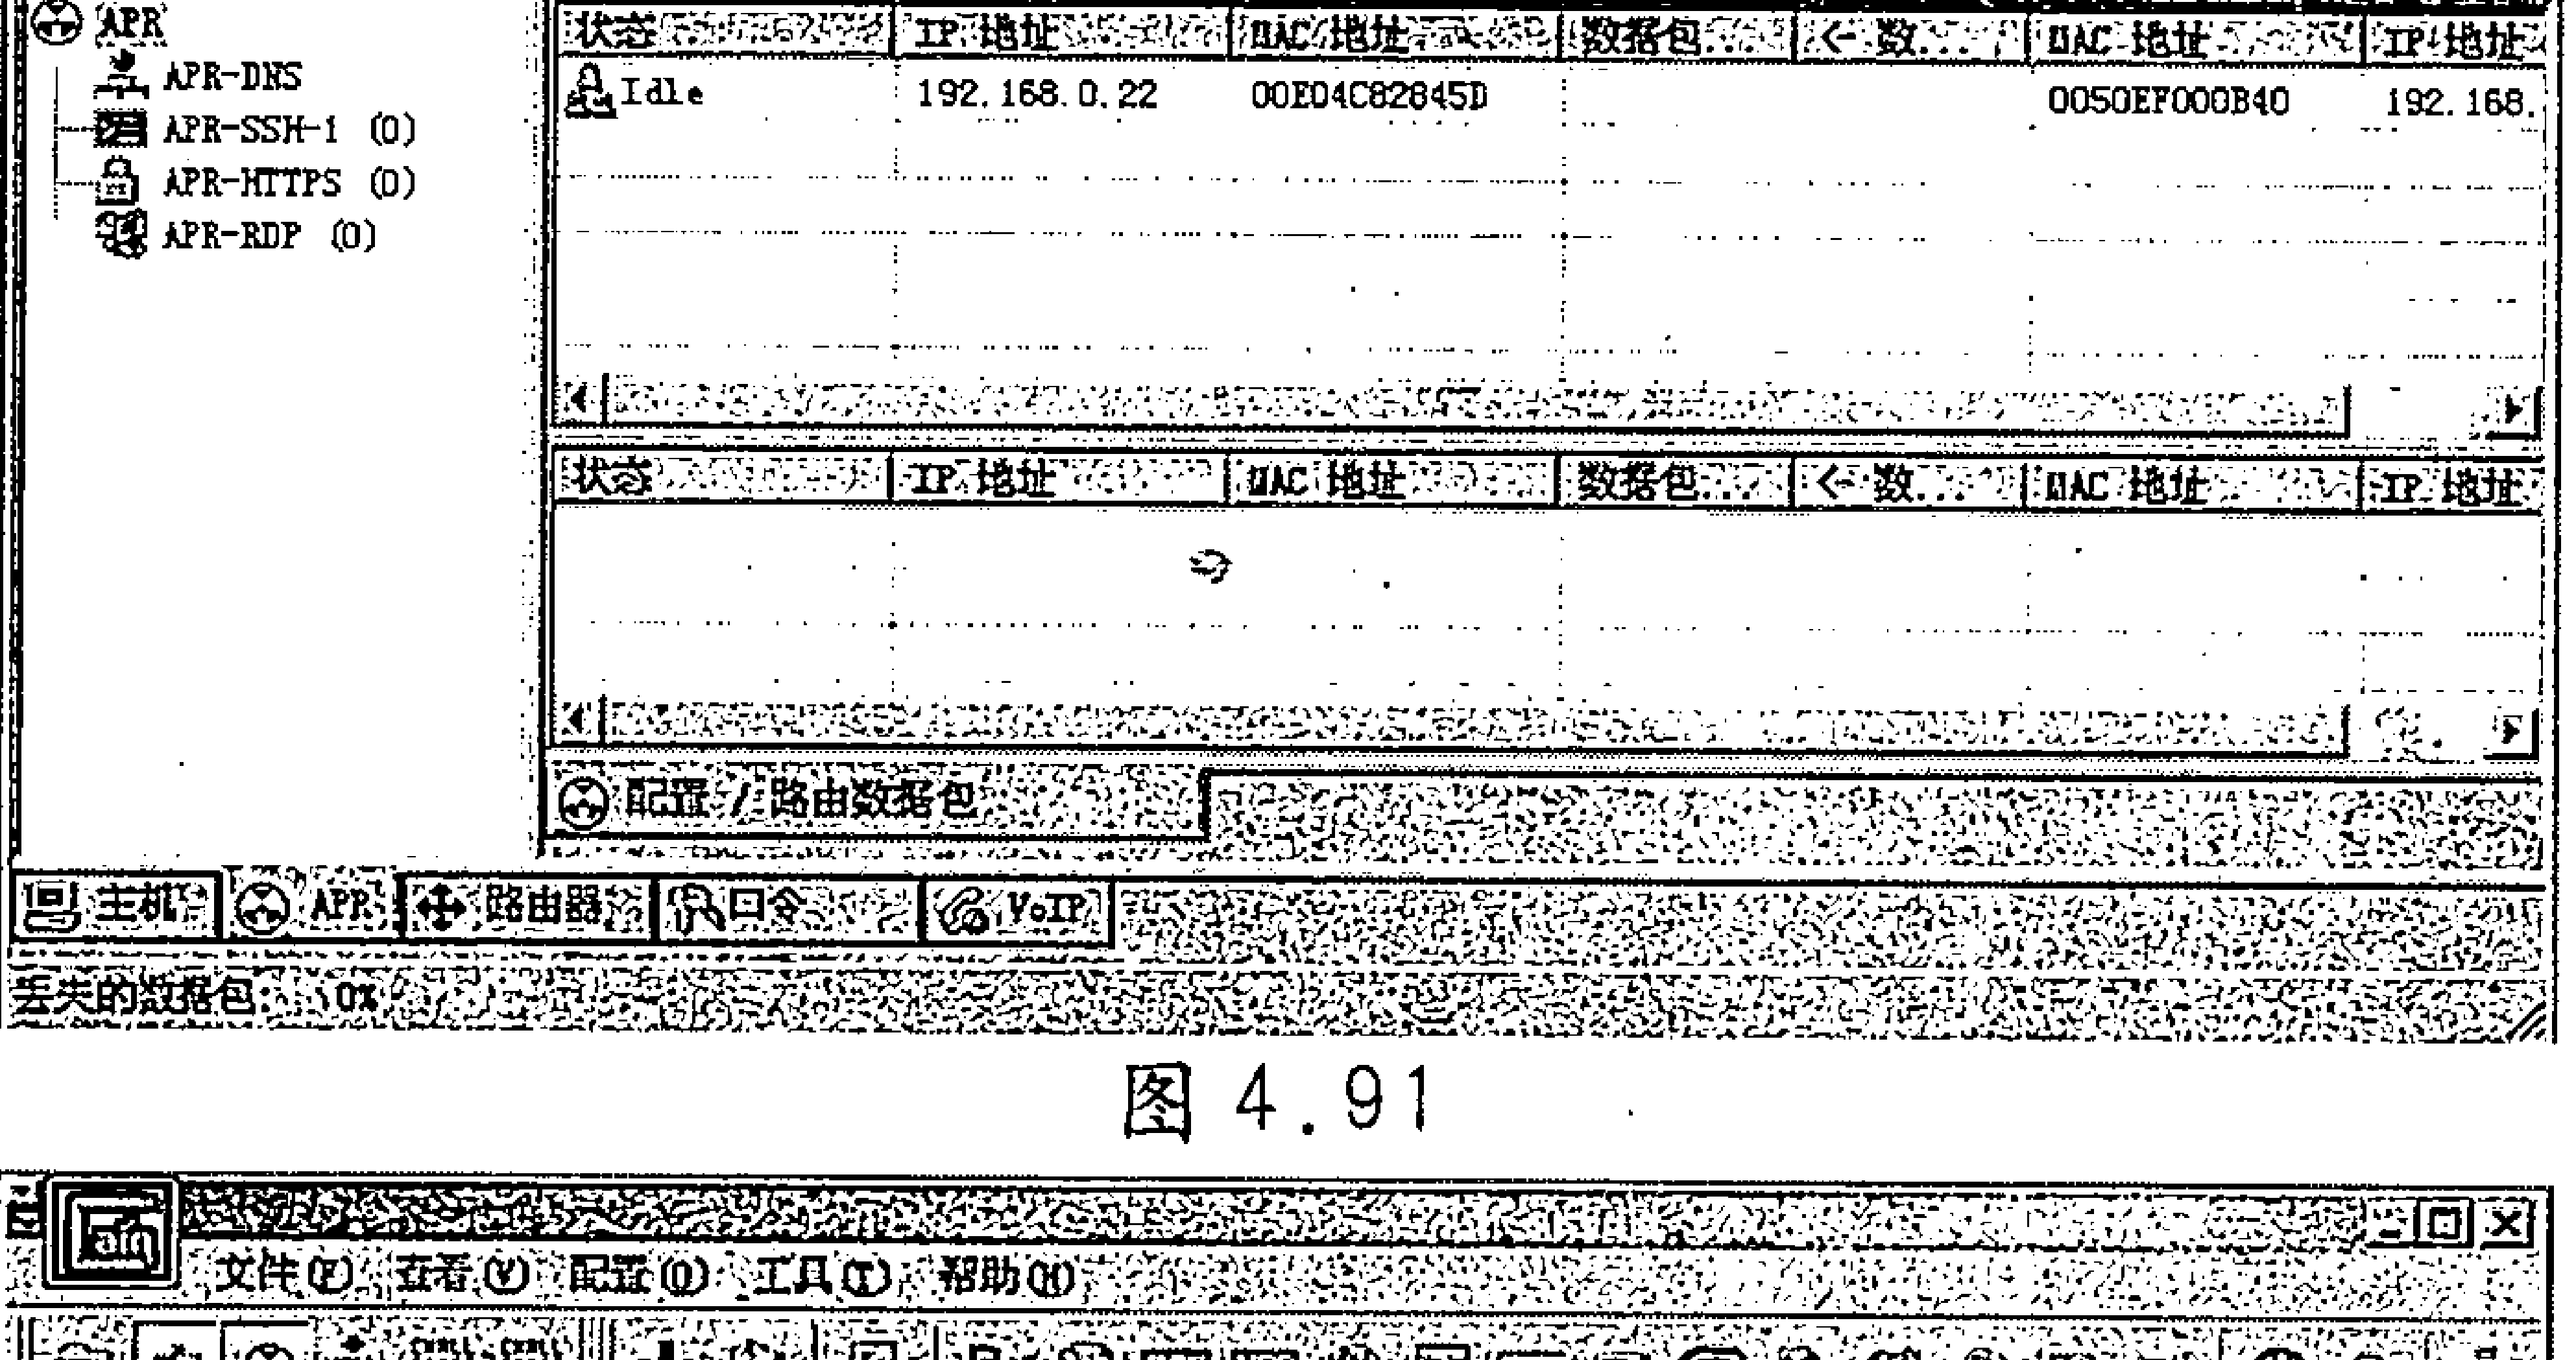 APR
APR-DNS
APR-SSH-1 (0)
APR-HTTPS (0)
APR-RDP (0)
状态 IP 地址 MAC 地址 数据包... <- 数... MAC 地址 IP 地址
Idle 192.168.0.22 00E04C82845D 0050EF000B40 192.168.
状态 IP 地址 MAC 地址 数据包... <- 数... MAC 地址 IP 地址
配置 / 路由数据包
主机 APR 路由器 口令 VoIP
丢失的数据包: 0%
图 4.91
ain
文件(F) 查看(V) 配置(O) 工具(T) 帮助(H)